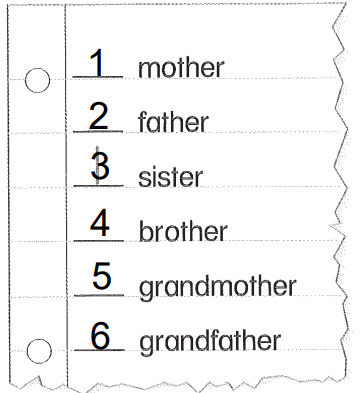 1 mother
2 father
3 sister
4 brother
5 grandmother
6 grandfather